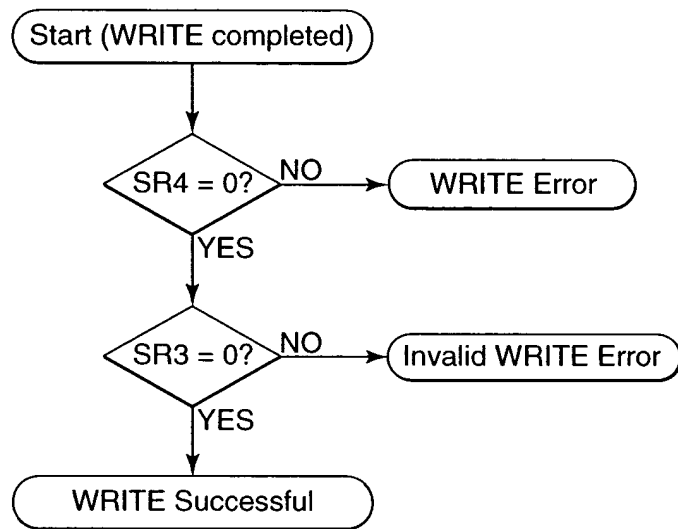 Start (WRITE completed)
SR4 = 0?
NO
WRITE Error
YES
SR3 = 0?
NO
Invalid WRITE Error
YES
WRITE Successful